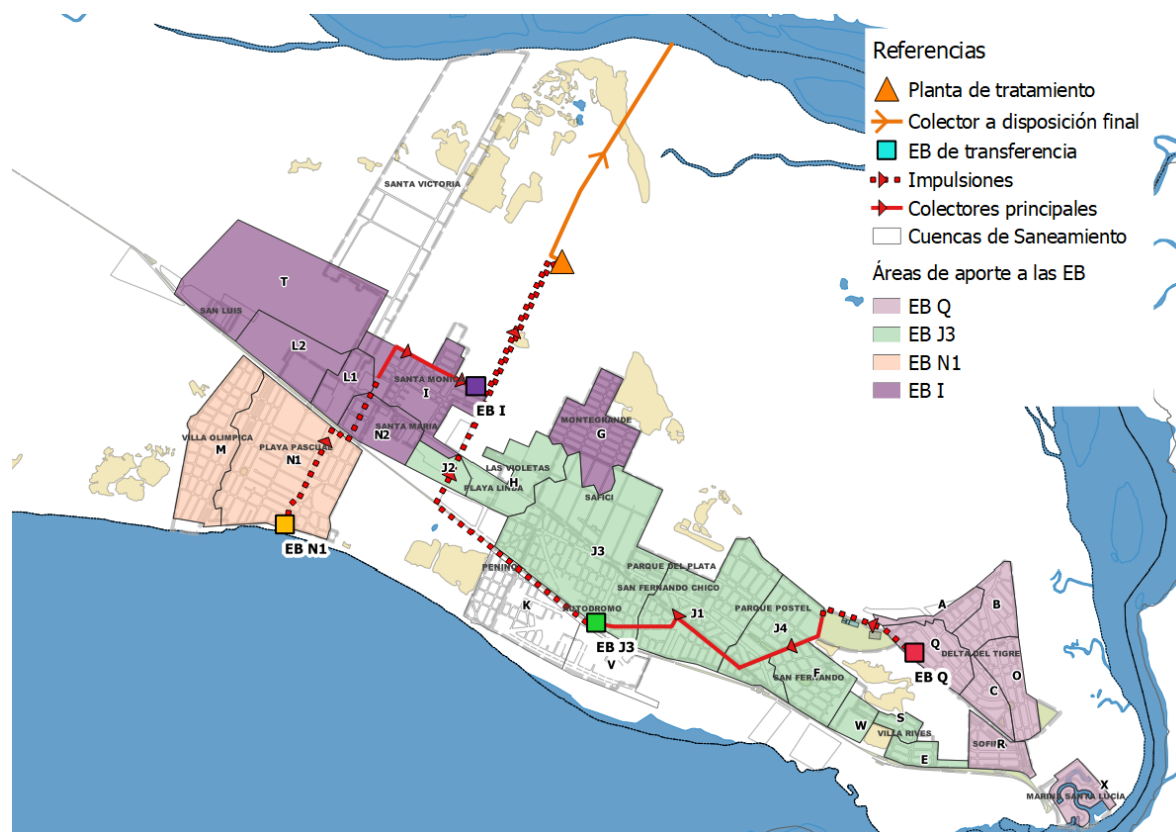 Referencias
Planta de tratamiento
Colector a disposición final
EB de transferencia
Impulsiones
Colectores principales
Cuencas de Saneamiento
Áreas de aporte a las EB
EB Q
EB J3
EB N1
EB I
SANTA VICTORIA
T
SAN LUIS
L2
L1
SANTA MONICA
I
EB I
SANTA MARIA
N2
MONTEGRANDE
G
VILLA OLIMPICA
M
PLAYA PASCUAL
N1
J2
LAS VIOLETAS
H
PLAYA LINDA
SAFICI
EB N1
J3
PENINO
PARQUE DEL PLATA
SAN FERNANDO CHICO
K
AUTODROMO
J1
PARQUE POSTEL
J4
A
B
Q
DELTA DEL TIGRE
EB J3
V
EB Q
F
SAN FERNANDO
O
C
S
W
VILLA RIVES
E
R
X
MARINA SANTA LUCÍA